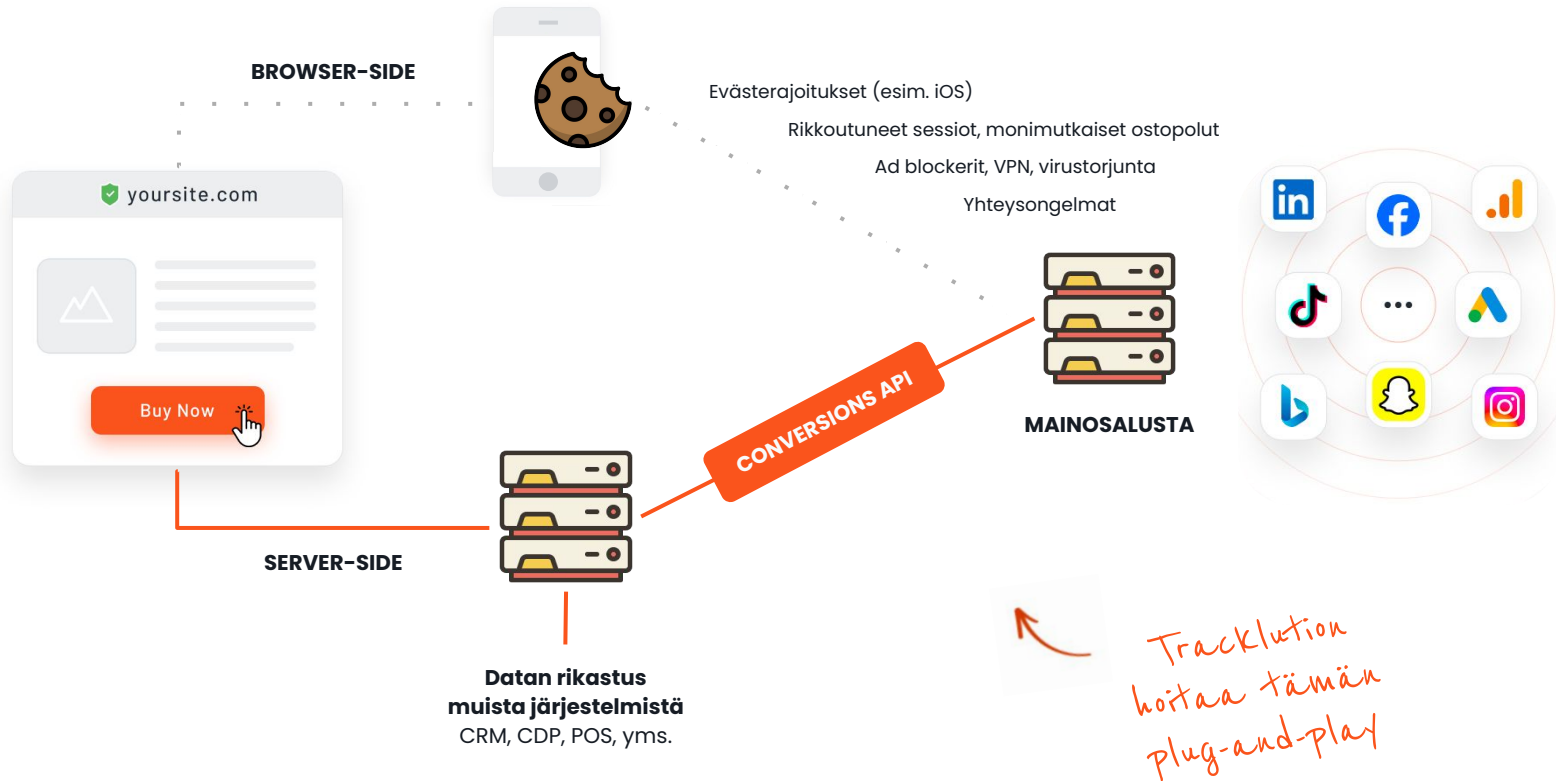 BROWSER-SIDE
Evästerajoitukset (esim. iOS)
Rikkoutuneet sessiot, monimutkaiset ostopolut
Ad blockerit, VPN, virustorjunta
Yhteysongelmat
yoursite.com
Buy Now
in
CONVERSIONS API
MAINOSALUSTA
SERVER-SIDE
Datan rikastus
muista järjestelmistä
CRM, CDP, POS, yms.
Tracklution
hoitaa tämän
plug-and-play